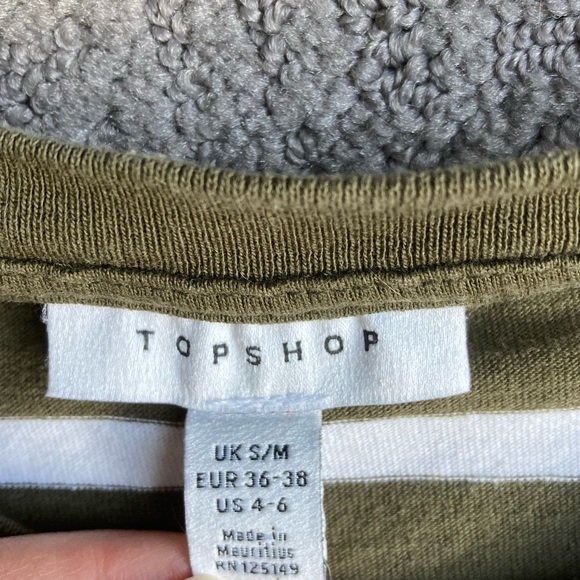 TOPSHOP
UK S/M
EUR 36-38
US 4-6
Made in
Mauritius
RN125149